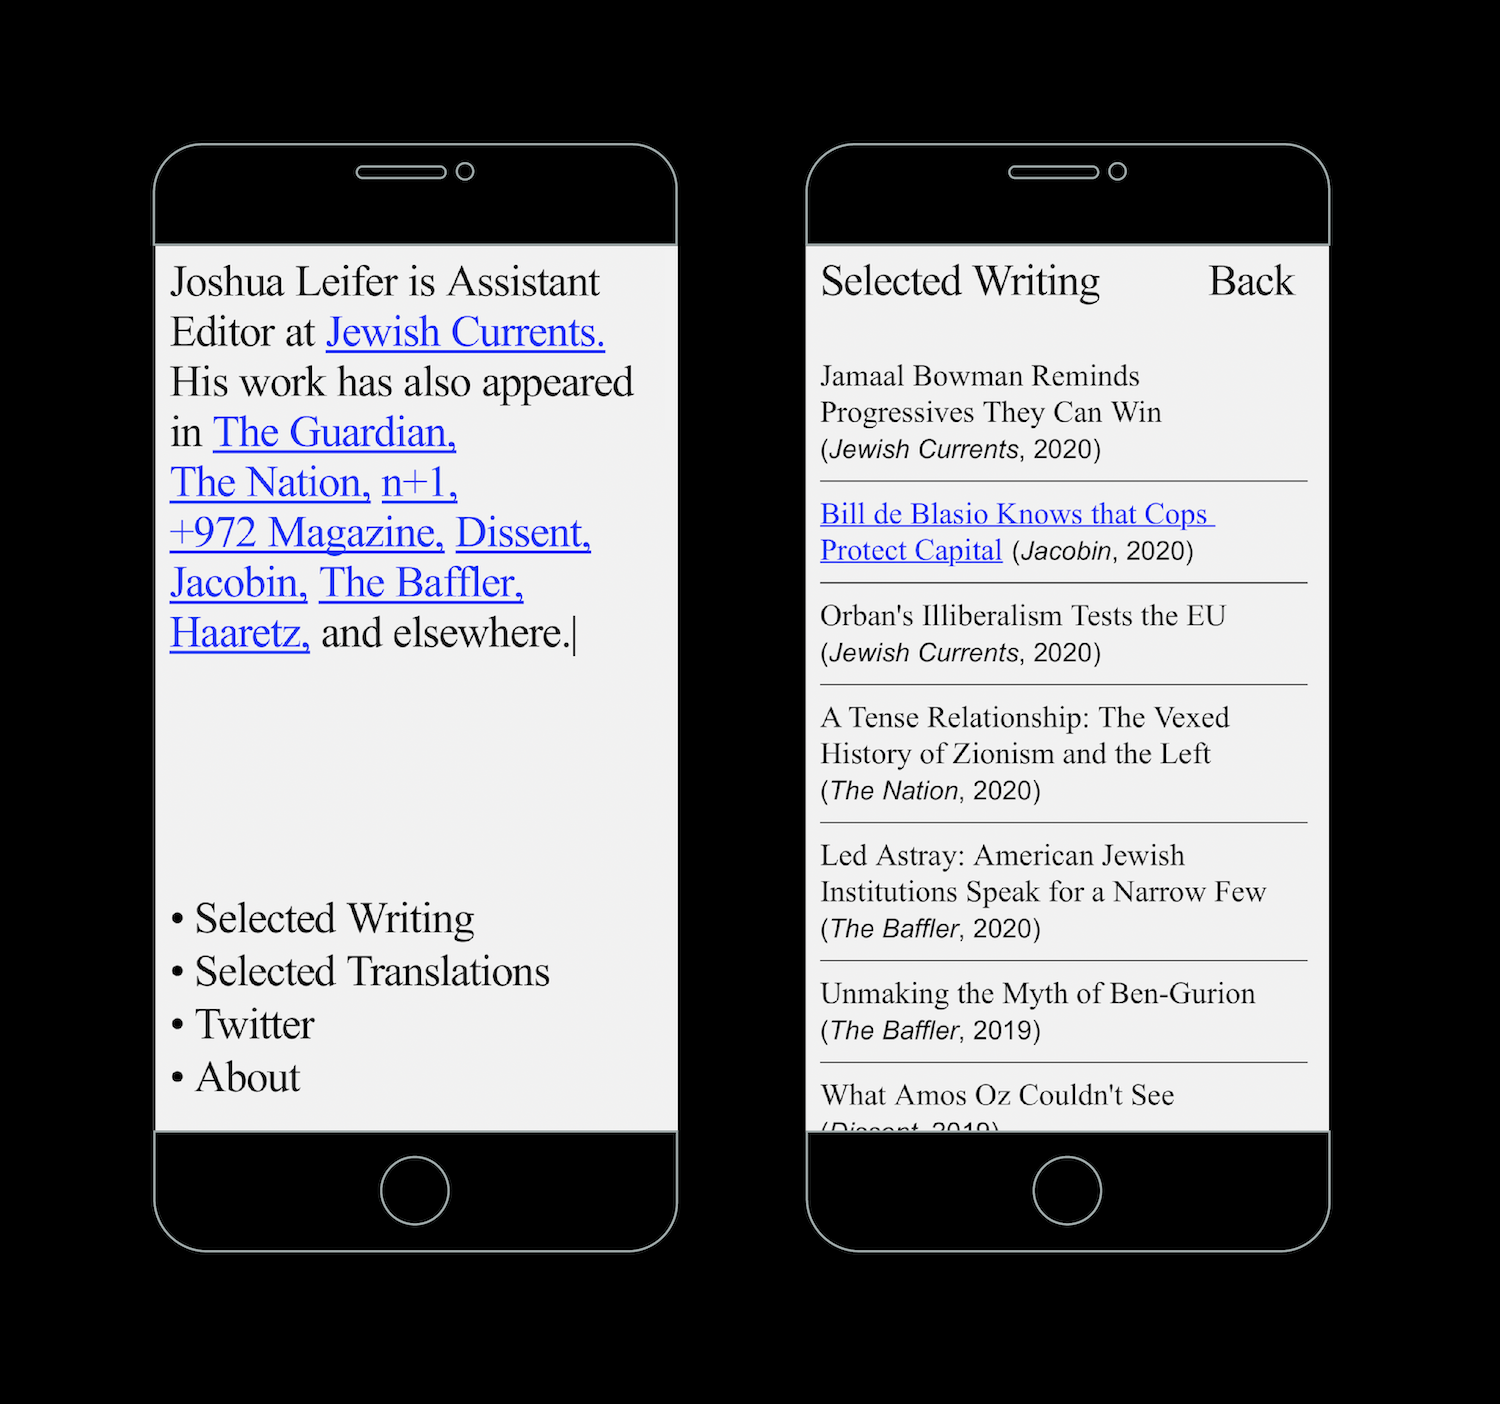 Joshua Leifer is Assistant
Editor at Jewish Currents.
His work has also appeared
in The Guardian,
The Nation, n+1,
+972 Magazine, Dissent,
Jacobin, The Baffler,
Haaretz, and elsewhere.|
• Selected Writing
• Selected Translations
• Twitter
• About
Selected Writing Back
Jamaal Bowman Reminds
Progressives They Can Win
(Jewish Currents, 2020)
Bill de Blasio Knows that Cops
Protect Capital (Jacobin, 2020)
Orban's Illiberalism Tests the EU
(Jewish Currents, 2020)
A Tense Relationship: The Vexed
History of Zionism and the Left
(The Nation, 2020)
Led Astray: American Jewish
Institutions Speak for a Narrow Few
(The Baffler, 2020)
Unmaking the Myth of Ben-Gurion
(The Baffler, 2019)
What Amos Oz Couldn't See
(Dissent, 2019)